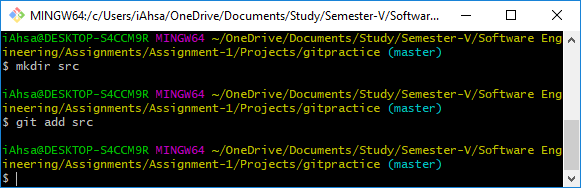 MINGW64:/c/Users/iAhsa/OneDrive/Documents/Study/Semester-V/Softwar...
iAhsa@DESKTOP-S4CCM9R MINGW64 ~/OneDrive/Documents/Study/Semester-V/Software Eng
ineering/Assignments/Assignment-1/Projects/gitpractice (master)
$ mkdir src
iAhsa@DESKTOP-S4CCM9R MINGW64 ~/OneDrive/Documents/Study/Semester-V/Software Eng
ineering/Assignments/Assignment-1/Projects/gitpractice (master)
$ git add src
iAhsa@DESKTOP-S4CCM9R MINGW64 ~/OneDrive/Documents/Study/Semester-V/Software Eng
ineering/Assignments/Assignment-1/Projects/gitpractice (master)
$